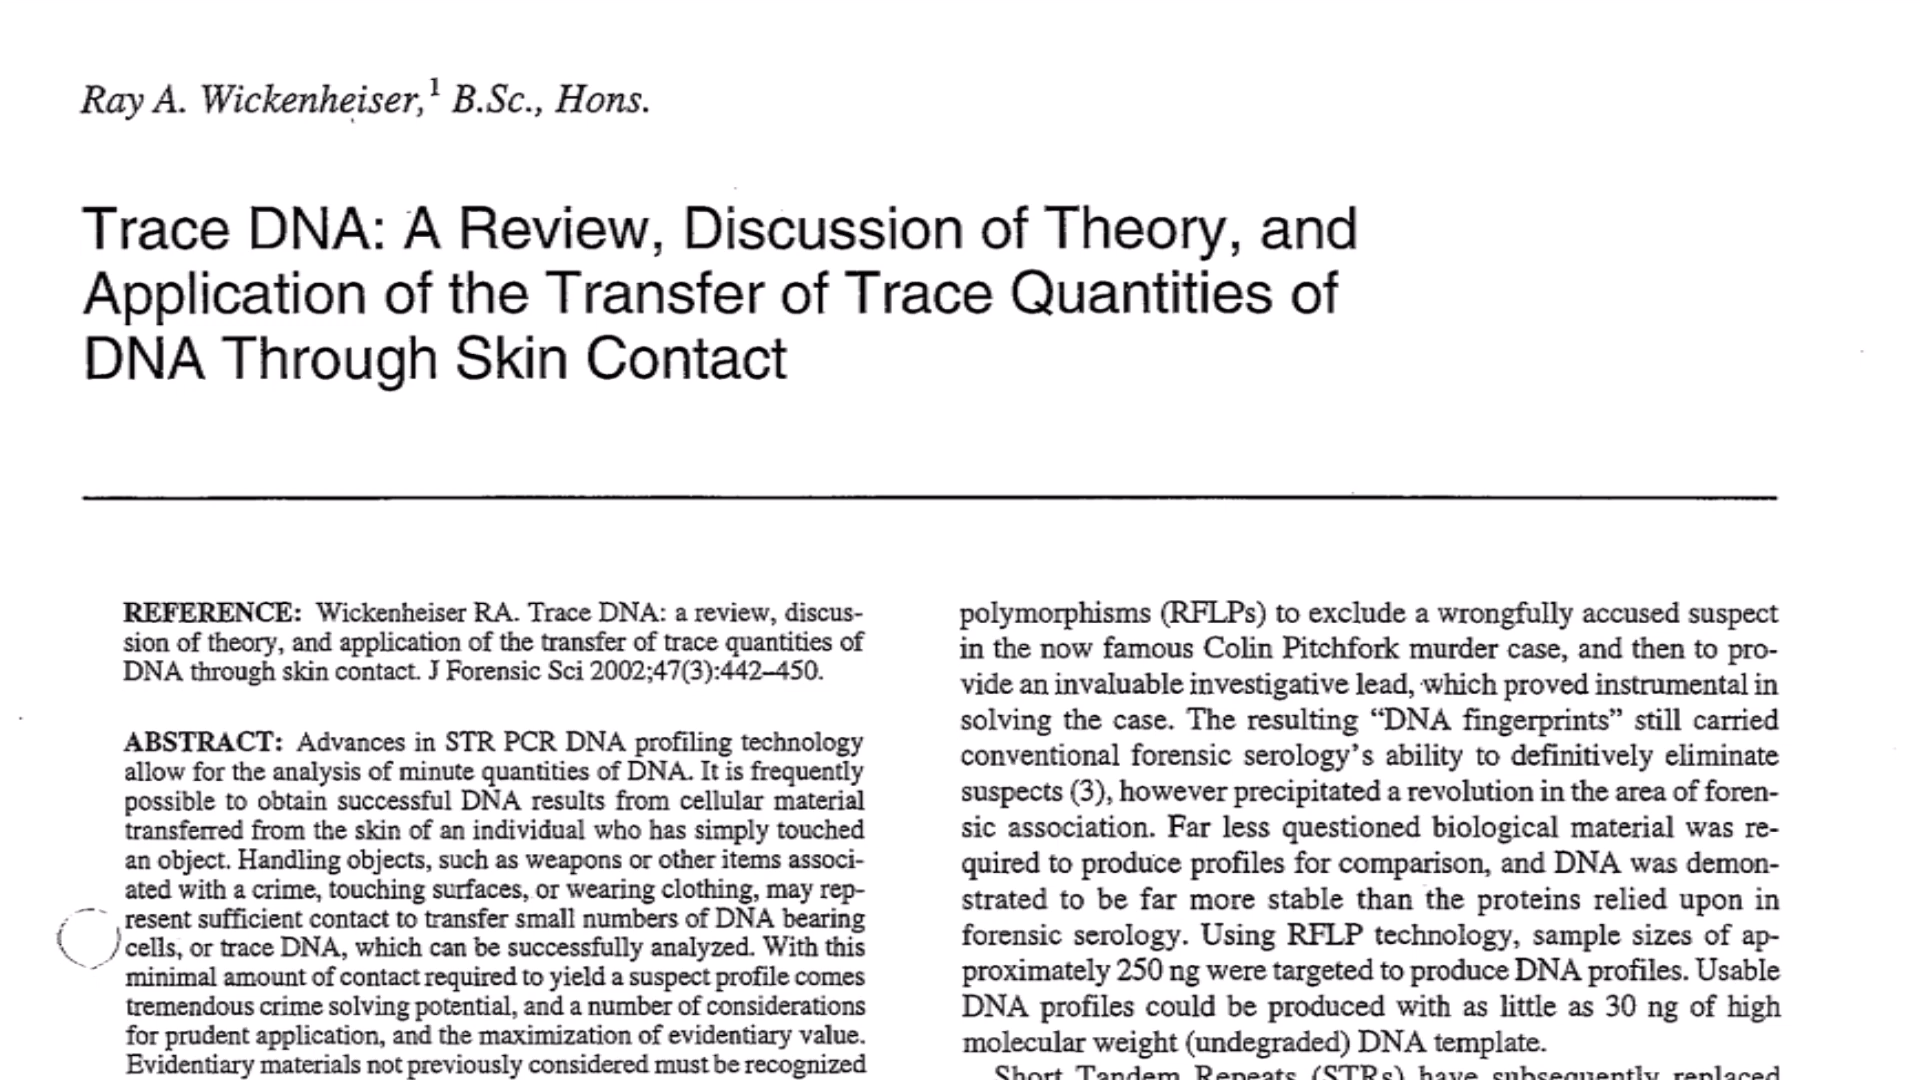 Ray A. Wickenheiser,1 B.Sc., Hons.
Trace DNA: A Review, Discussion of Theory, and
Application of the Transfer of Trace Quantities of
DNA Through Skin Contact
REFERENCE: Wickenheiser RA. Trace DNA: a review, discus-
sion of theory, and application of the transfer of trace quantities of
DNA through skin contact. J Forensic Sci 2002;47(3):442–450.
ABSTRACT: Advances in STR PCR DNA profiling technology
allow for the analysis of minute quantities of DNA. It is frequently
possible to obtain successful DNA results from cellular material
transferred from the skin of an individual who has simply touched
an object. Handling objects, such as weapons or other items associ-
ated with a crime, touching surfaces, or wearing clothing, may rep-
resent sufficient contact to transfer small numbers of DNA bearing
cells, or trace DNA, which can be successfully analyzed. With this
minimal amount of contact required to yield a suspect profile comes
tremendous crime solving potential, and a number of considerations
for prudent application, and the maximization of evidentiary value.
Evidentiary materials not previously considered must be recognized
polymorphisms (RFLPs) to exclude a wrongfully accused suspect
in the now famous Colin Pitchfork murder case, and then to pro-
vide an invaluable investigative lead, which proved instrumental in
solving the case. The resulting “DNA fingerprints” still carried
conventional forensic serology’s ability to definitively eliminate
suspects (3), however precipitated a revolution in the area of foren-
sic association. Far less questioned biological material was re-
quired to produce profiles for comparison, and DNA was demon-
strated to be far more stable than the proteins relied upon in
forensic serology. Using RFLP technology, sample sizes of ap-
proximately 250 ng were targeted to produce DNA profiles. Usable
DNA profiles could be produced with as little as 30 ng of high
molecular weight (undegraded) DNA template.
Short Tandem Repeats (STRs) have subsequently replaced